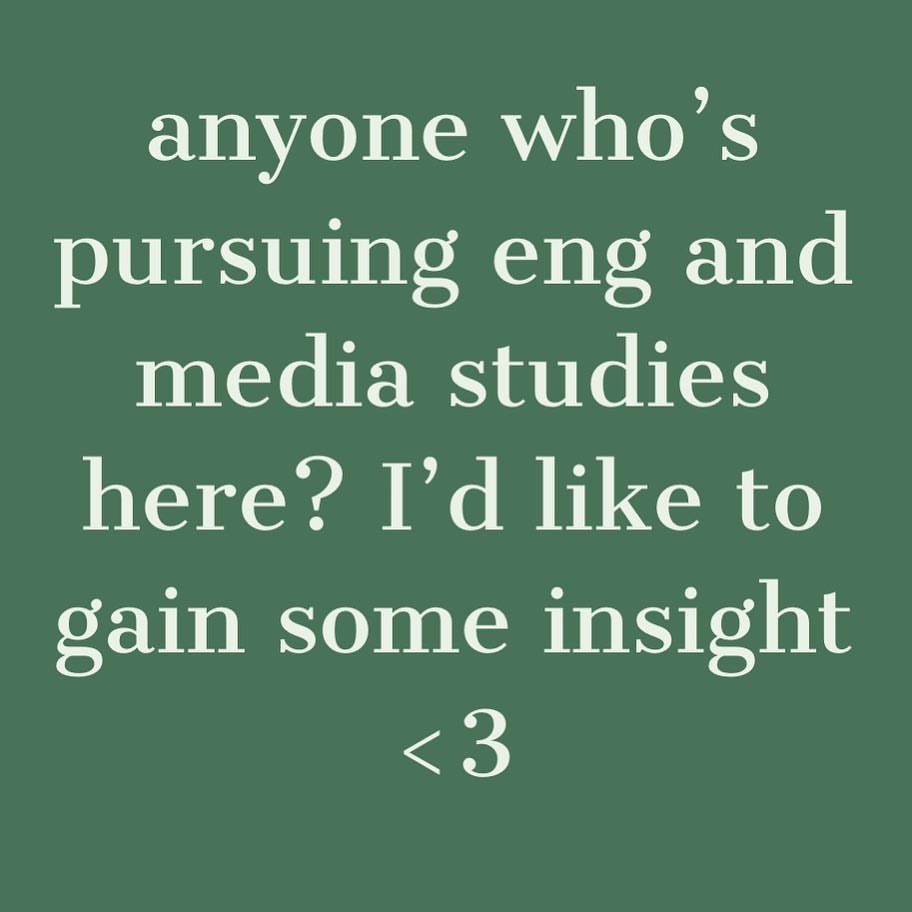 anyone who’s
pursuing eng and
media studies
here? I’d like to
gain some insight
<3